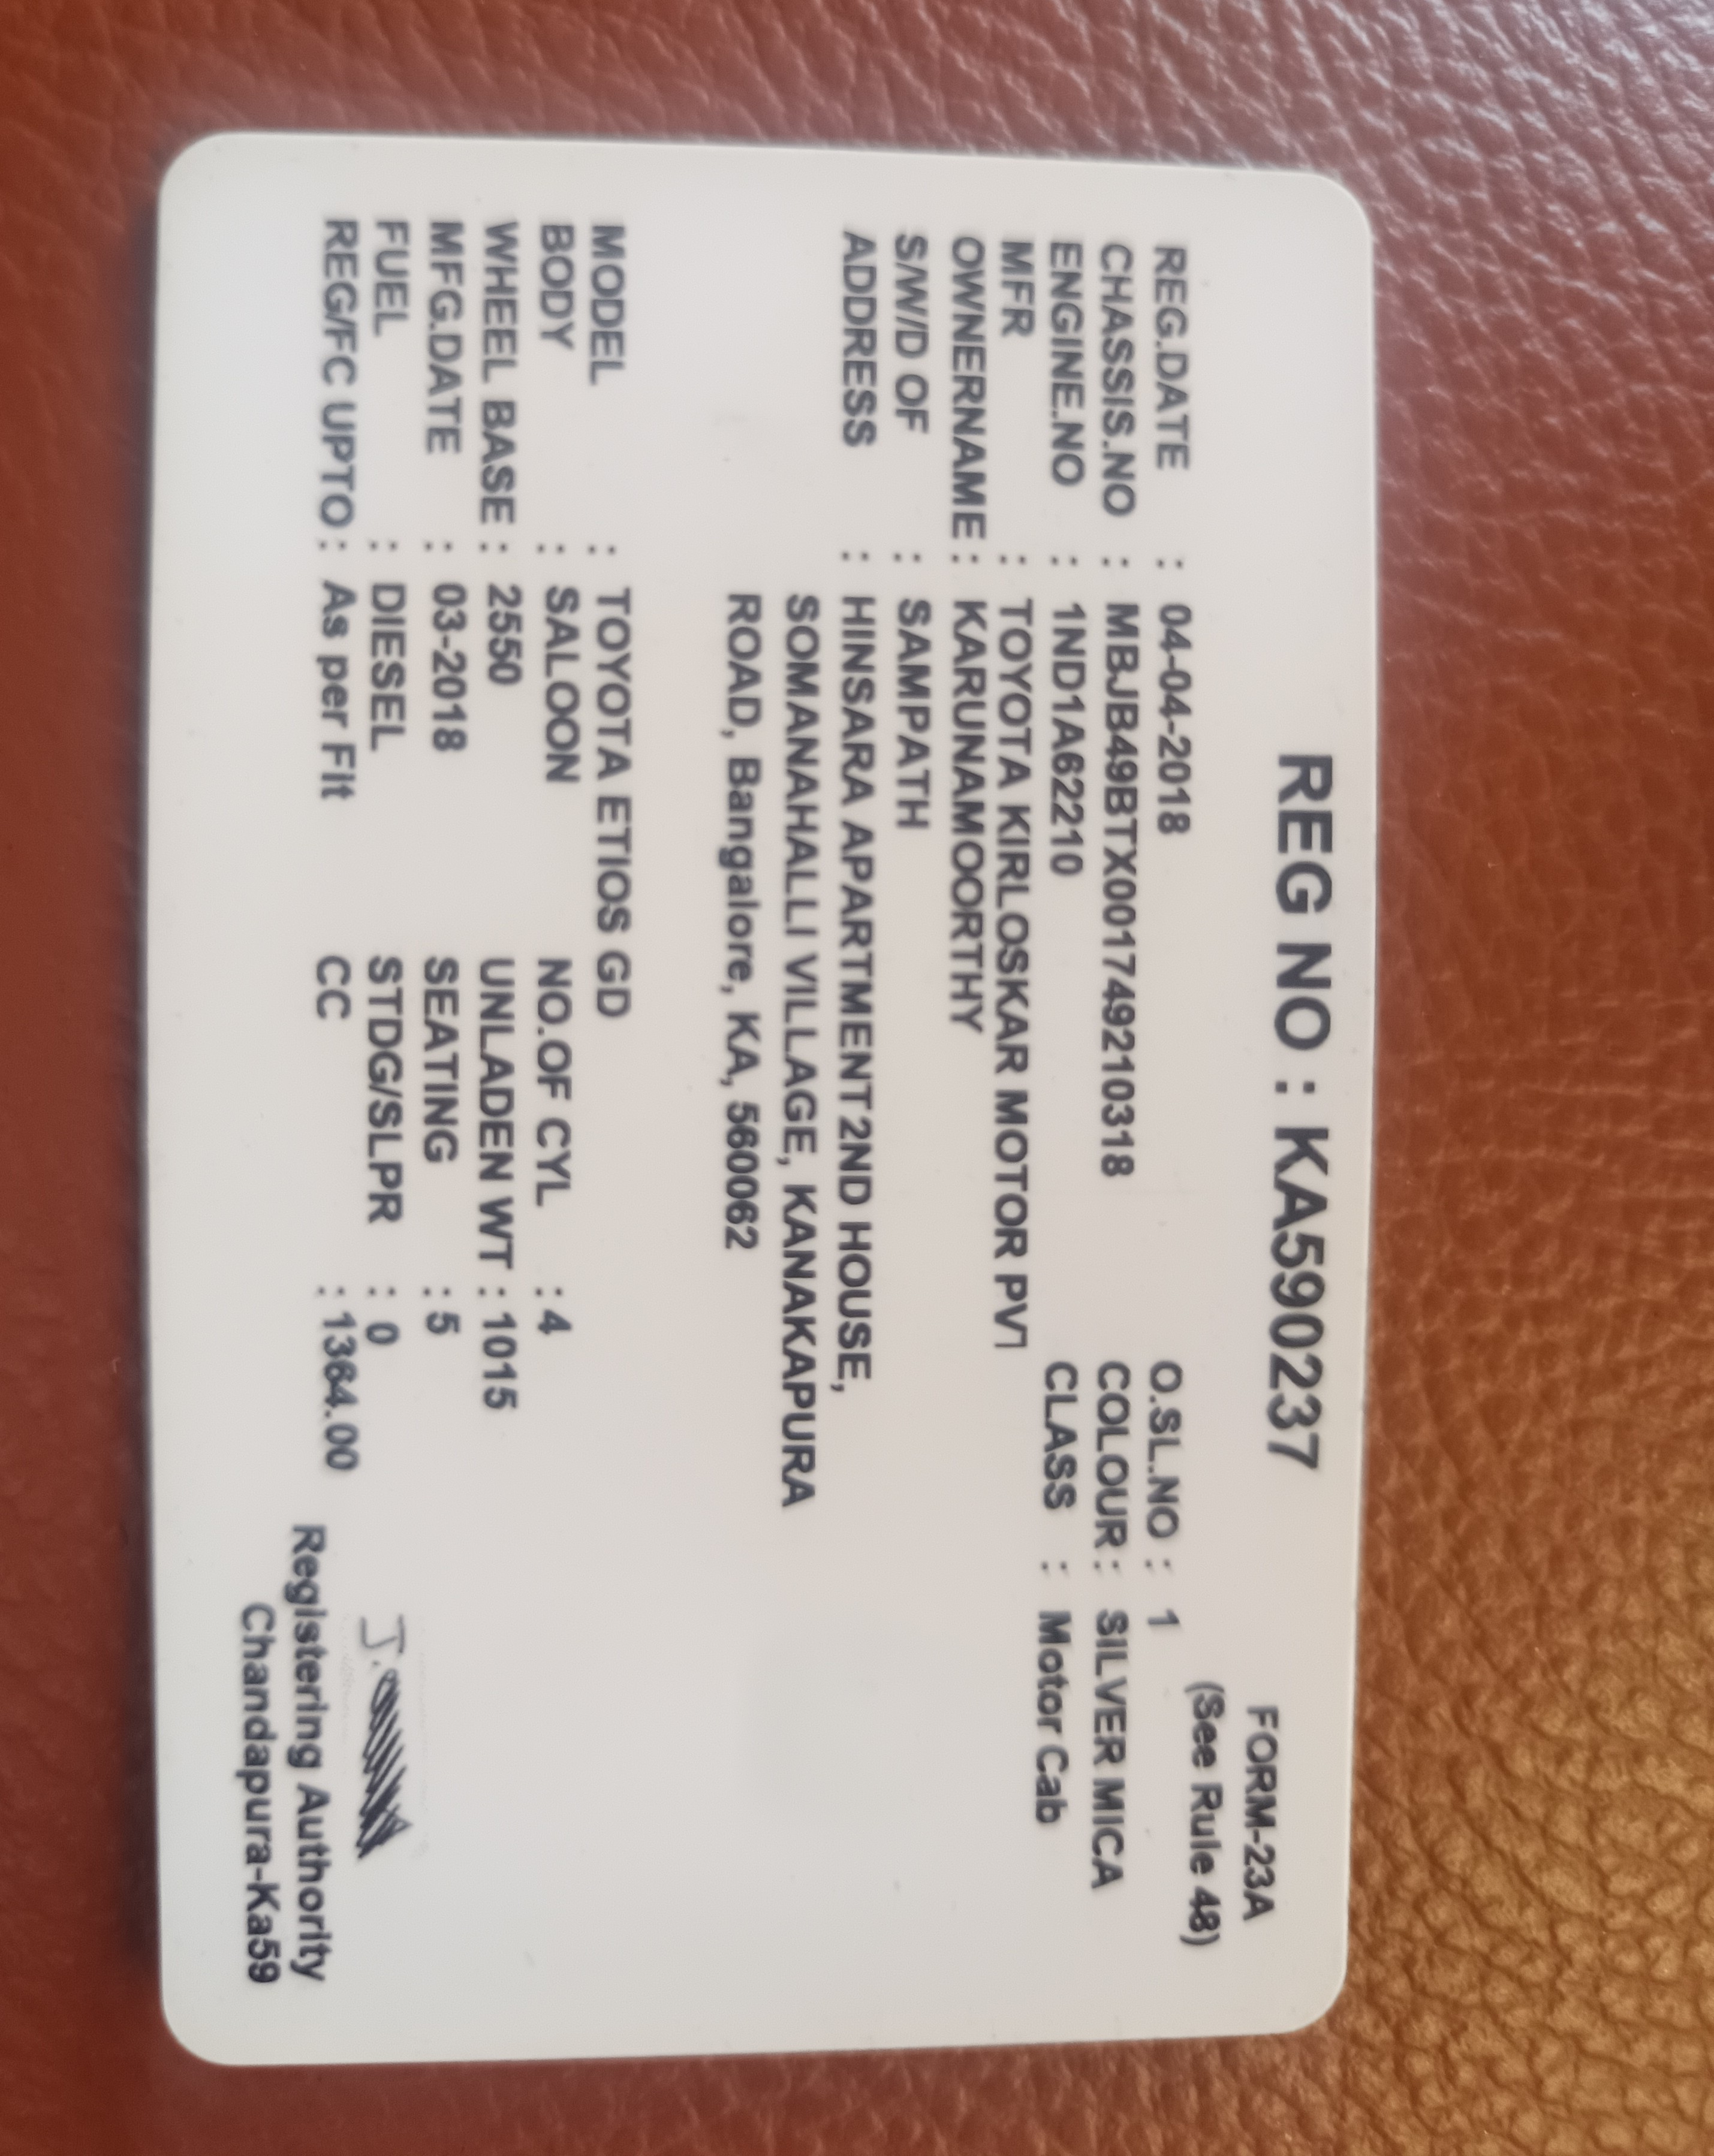 REG NO : KA590237
FORM-23A
(See Rule 48)
REG.DATE : 04-04-2018 O.SL.NO : 1
CHASSIS.NO : MBJB49BTX00174921​0318 COLOUR : SILVER MICA
ENGINE.NO : 1ND1A62210 CLASS : Motor Cab
MFR : TOYOTA KIRLOSKAR MOTOR PVT
OWNERNAME : KARUNAMOORTHY
S/W/D OF : SAMPATH
ADDRESS : HINSARA APARTMENT2ND HOUSE,
SOMANAHALLI VILLAGE, KANAKAPURA
ROAD, Bangalore, KA, 560062
MODEL : TOYOTA ETIOS GD
BODY : SALOON NO.OF CYL : 4
WHEEL BASE : 2550 UNLADEN WT : 1015
MFG.DATE : 03-2018 SEATING : 5
FUEL : DIESEL STDG/SLPR : 0
REG/FC UPTO : As per Fit CC : 1364.00
Registering Authority
Chandapura-Ka59